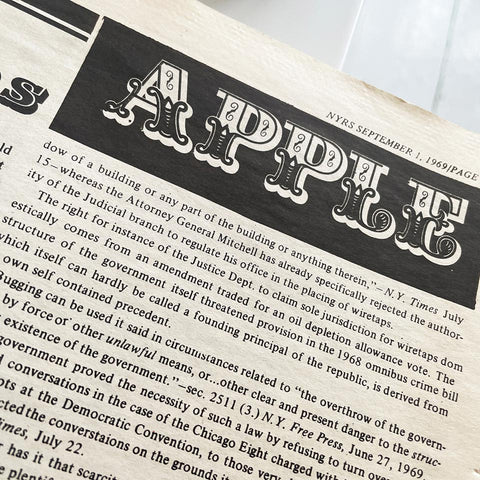 os
APPLE
NYRS SEPTEMBER 1, 1969/PAGE
dow of a building or any part of the building or anything therein,"—N.Y. Times July
15—whereas the Attorney General Mitchell has already specifically rejected the author-
ity of the Judicial branch to regulate his office in the placing of wiretaps.
The right for instance of the Justice Dept. to claim sole jurisdiction for wiretaps dom
estically comes from an amendment traded for an oil depletion allowance vote. The
structure of the government itself threatened provision in the 1968 omnibus crime bill
which itself can hardly be called a founding principal of the republic, is derived from
own self contained precedent.
Bugging can be used it said in circumstances related to "the overthrow of the govern-
by force or other unlawful means, or...other clear and present danger to the struc-
existence of the government."—sec. 2511 (3.) N.Y. Free Press, June 27, 1969.
government proved the necessity of such a law by refusing to turn over
d conversations in the case of the Chicago Eight charged with
pts at the Democratic Convention, to those very
cted the converstaions on the grounds
imes, July 22.
r has it that scarcit
plentif